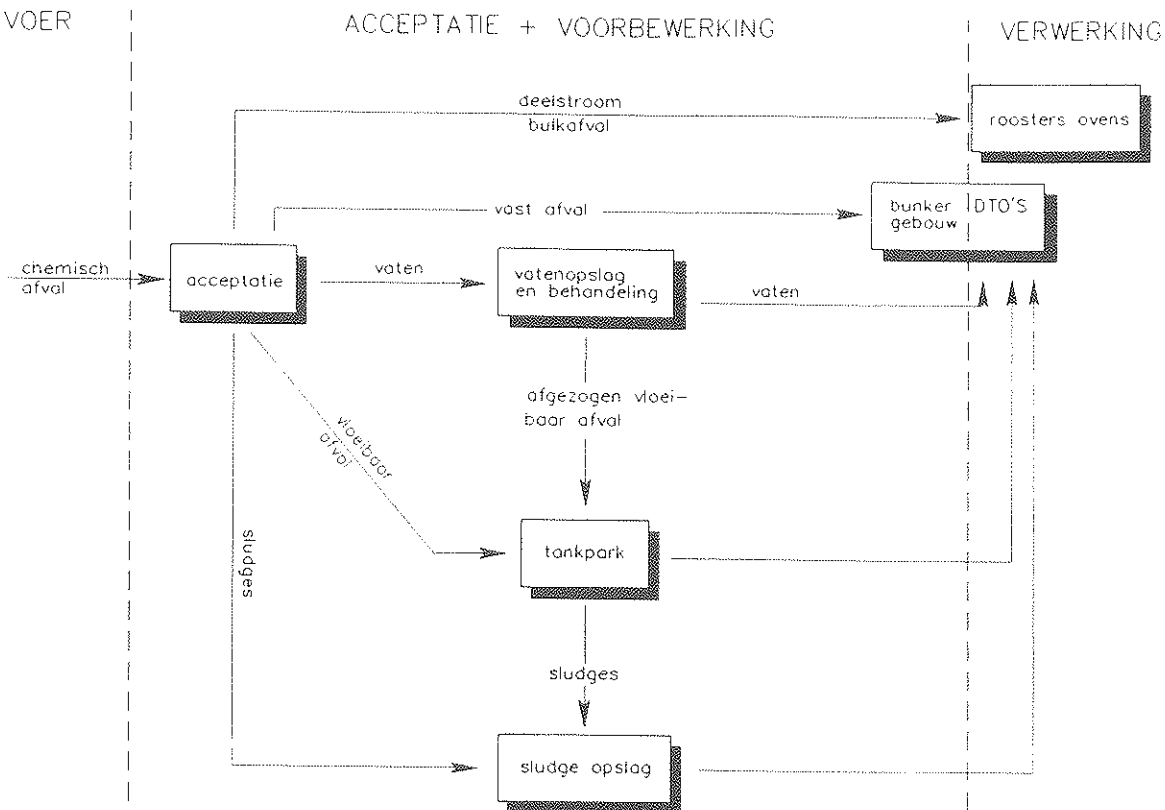 VOER
ACCEPTATIE + VOORBEWERKING
VERWERKING
deelstroom
bulkafval
roosters ovens
vast afval
bunker DTO'S
gebouw
chemisch
afval
acceptatie
vaten
vatenopslag
en behandeling
vaten
afgezogen vloei-
baar afval
vloeibaar
afval
sludges
tankpark
sludges
sludge opslag